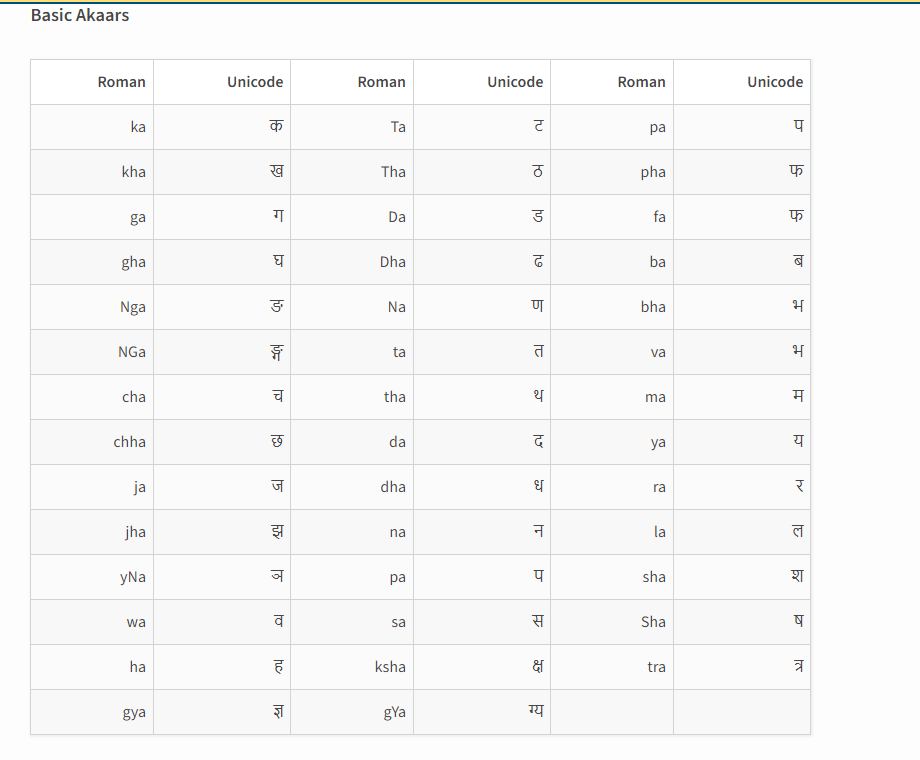 Basic Akaars
Roman Unicode Roman Unicode Roman Unicode
ka क Ta ट pa प
kha ख Tha ठ pha फ
ga ग Da ड fa फ
gha घ Dha ढ ba ब
Nga ङ Na ण bha भ
NGa ङ्ग ta त va भ
cha च tha थ ma म
chha छ da द ya य
ja ज dha ध ra र
jha झ na न la ल
yNa ञ pa प sha श
wa व sa स Sha ष
ha ह ksha क्ष tra त्र
gya ज्ञ gYa ग्य